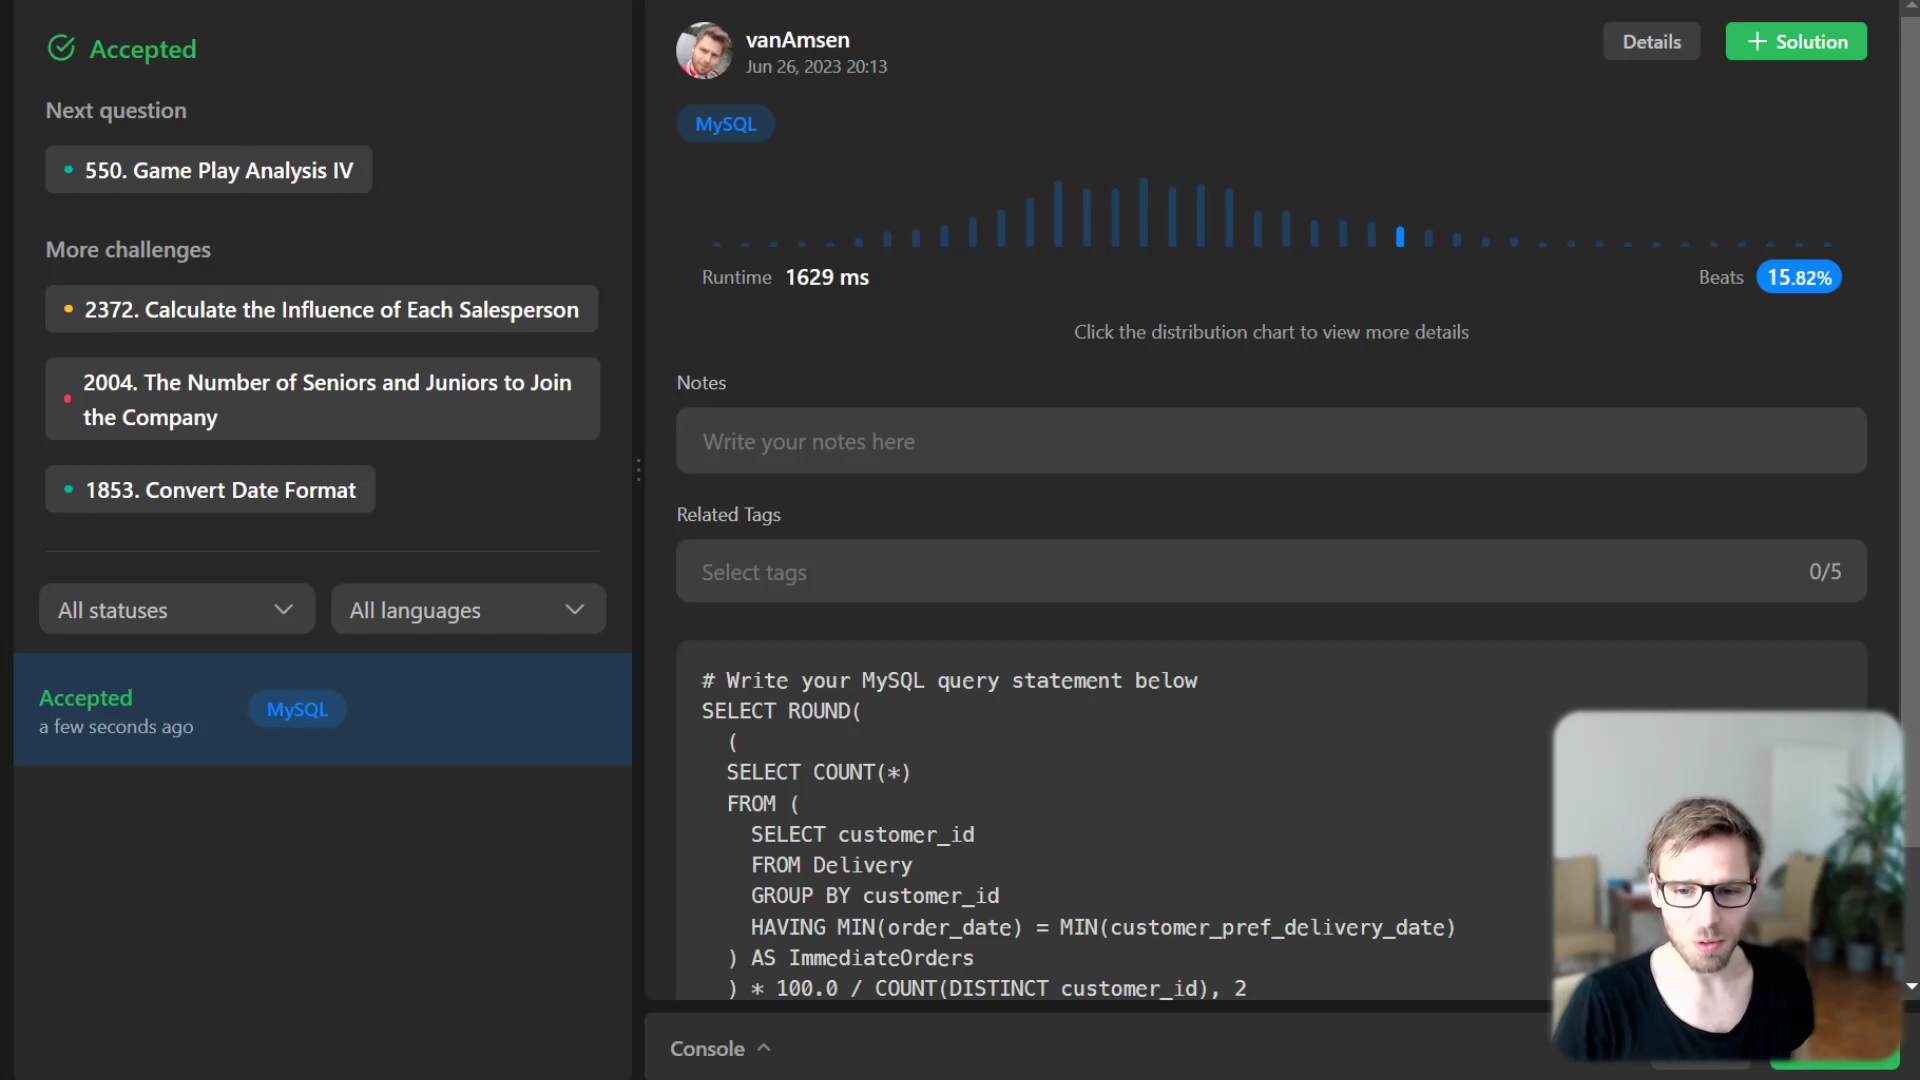 Accepted
Next question
550. Game Play Analysis IV
More challenges
2372. Calculate the Influence of Each Salesperson
2004. The Number of Seniors and Juniors to Join
the Company
1853. Convert Date Format
All statuses
All languages
Accepted
a few seconds ago
MySQL
vanAmsen
Jun 26, 2023 20:13
Details
Solution
MySQL
Runtime 1629 ms
Beats 15.82%
Click the distribution chart to view more details
Notes
Write your notes here
Related Tags
Select tags
0/5
# Write your MySQL query statement below
SELECT ROUND(
(
SELECT COUNT(*)
FROM (
SELECT customer_id
FROM Delivery
GROUP BY customer_id
HAVING MIN(order_date) = MIN(customer_pref_delivery_date)
) AS ImmediateOrders
) * 100.0 / COUNT(DISTINCT customer_id), 2
Console